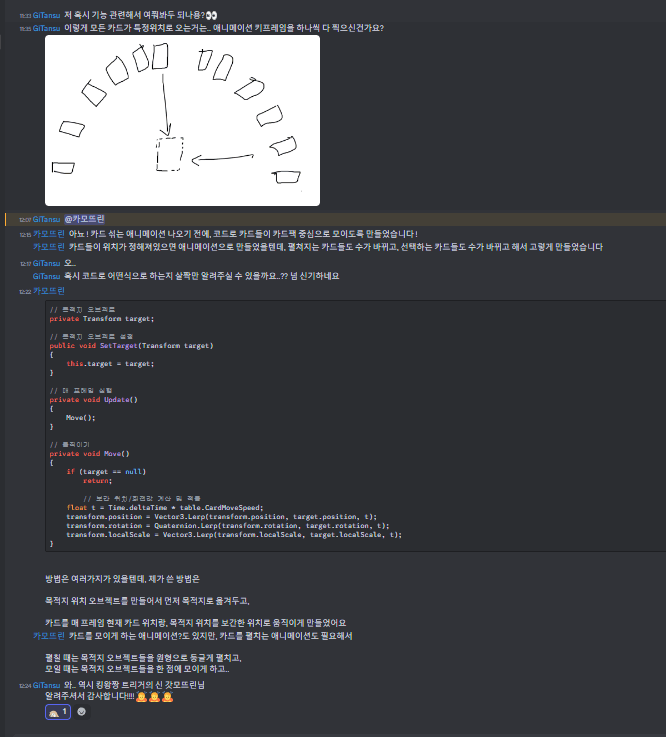 11:33 GiTansu 저 혹시 기능 관련해서 여쭤봐두 되나용?👀
11:35 GiTansu 이렇게 모든 카드가 특정위치로 오는거는.. 애니메이션 키프레임을 하나씩 다 찍으신건가요?
12:07 GiTansu @카모뜨린
12:15 카모뜨린 아뇨! 카드 섞는 애니메이션 나오기 전에, 코드로 카드들이 카드팩 중심으로 모이도록 만들었습니다!
카모뜨린 카드들이 위치가 정해져있으면 애니메이션으로 만들었을텐데, 펼쳐지는 카드들도 수가 바뀌고, 선택하는 카드들도 수가 바뀌고 해서 고렇게 만들었습니다
12:17 GiTansu 오..
GiTansu 혹시 코드로 어떤식으로 하는지 살짝만 알려주실 수 있을까요..?? 넘 신기하네요
12:22 카모뜨린
// 목적지 오브젝트
private Transform target;
// 목적지 오브젝트 설정
public void SetTarget(Transform target)
{
this.target = target;
}
// 매 프레임 실행
private void Update()
{
Move();
}
// 움직이기
private void Move()
{
if (target == null)
return;
// 보간 위치/회전값 계산 및 적용
float t = Time.deltaTime * table.CardMoveSpeed;
transform.position = Vector3.Lerp(transform.position, target.position, t);
transform.rotation = Quaternion.Lerp(transform.rotation, target.rotation, t);
transform.localScale = Vector3.Lerp(transform.localScale, target.localScale, t);
}
방법은 여러가지가 있을텐데, 제가 쓴 방법은
목적지 위치 오브젝트를 만들어서 먼저 목적지로 옮겨두고,
카드를 매 프레임 현재 카드 위치랑, 목적지 위치를 보간한 위치로 움직이게 만들었어요
카모뜨린 카드를 모이게 하는 애니메이션?도 있지만, 카드를 펼치는 애니메이션도 필요해서
펼칠 때는 목적지 오브젝트들을 원형으로 둥글게 펼치고,
모일 때는 목적지 오브젝트들을 한 점에 모이게 하고..
12:24 GiTansu 와.. 역시 킹왕짱 트리거의 신 갓모뜨린님
알려주셔서 감사합니다!!!! 🙇🙇🙇
1